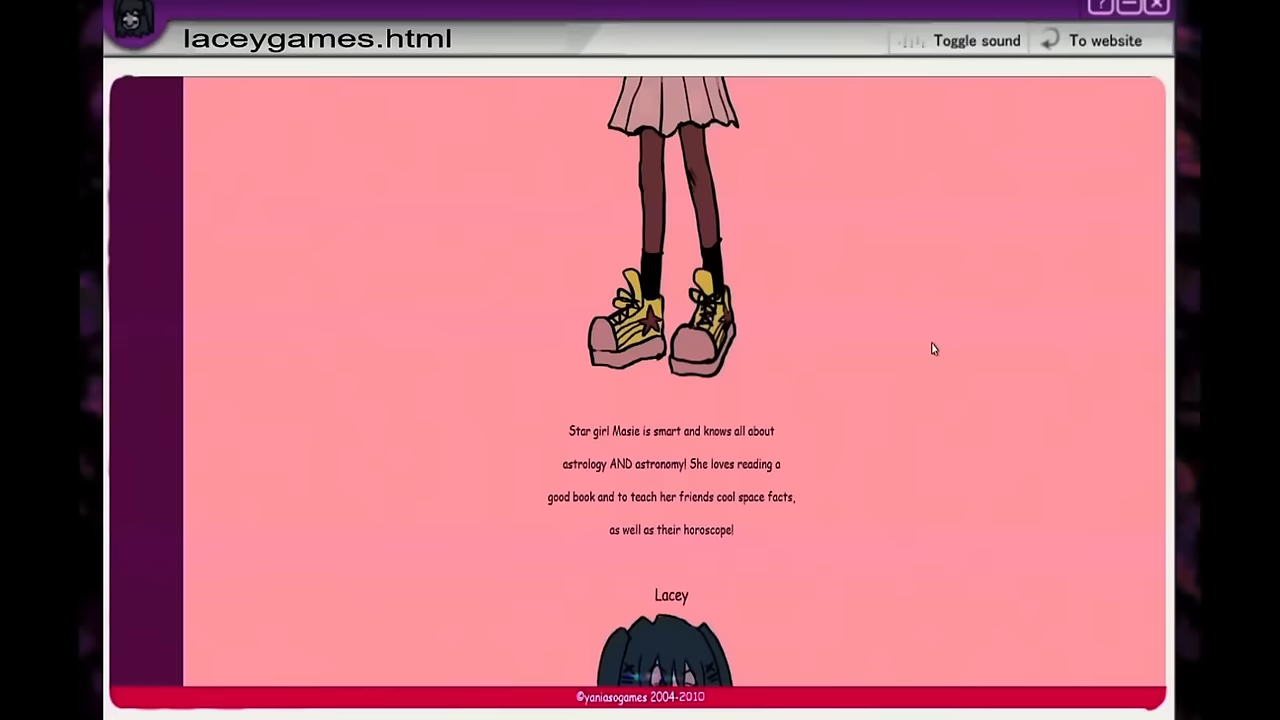 laceygames.html
Toggle sound
To website
Star girl Masie is smart and knows all about
astrology AND astronomy! She loves reading a
good book and to teach her friends cool space facts,
as well as their horoscope!
Lacey
©yaniasogames 2004-2010